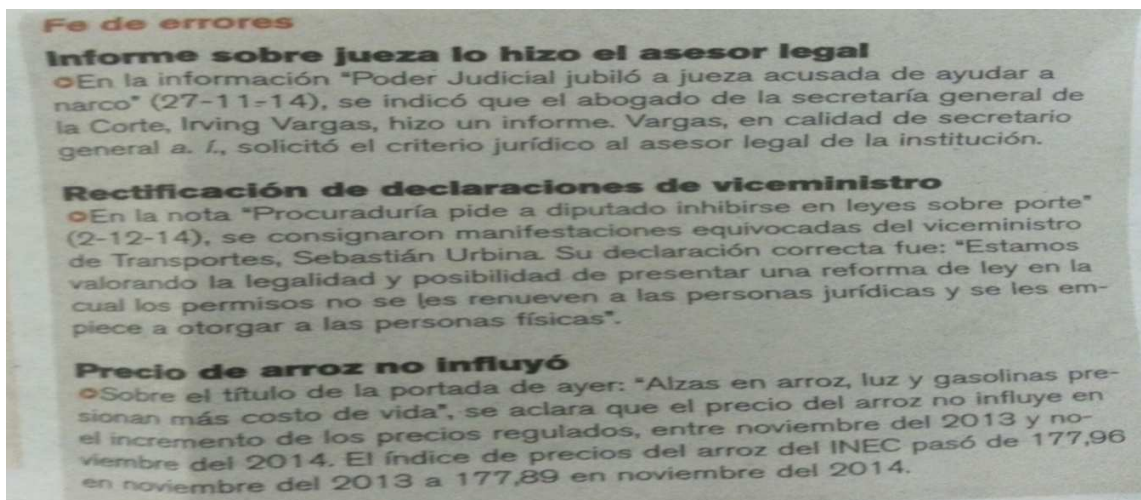 Fe de errores
Informe sobre jueza lo hizo el asesor legal
En la información "Poder Judicial jubiló a jueza acusada de ayudar a
narco" (27-11-14), se indicó que el abogado de la secretaría general de
la Corte, Irving Vargas, hizo un informe. Vargas, en calidad de secretario
general a. í., solicitó el criterio jurídico al asesor legal de la institución.
Rectificación de declaraciones de viceministro
En la nota "Procuraduría pide a diputado inhibirse en leyes sobre porte"
(2-12-14), se consignaron manifestaciones equivocadas del viceministro
de Transportes, Sebastián Urbina. Su declaración correcta fue: "Estamos
valorando la legalidad y posibilidad de presentar una reforma de ley en la
cual los permisos no se les renueven a las personas jurídicas y se les em-
piece a otorgar a las personas físicas".
Precio de arroz no influyó
Sobre el título de la portada de ayer: "Alzas en arroz, luz y gasolinas pre-
sionan más costo de vida", se aclara que el precio del arroz no influye en
el incremento de los precios regulados, entre noviembre del 2013 y no-
viembre del 2014. El índice de precios del arroz del INEC pasó de 177,96
en noviembre del 2013 a 177,89 en noviembre del 2014.